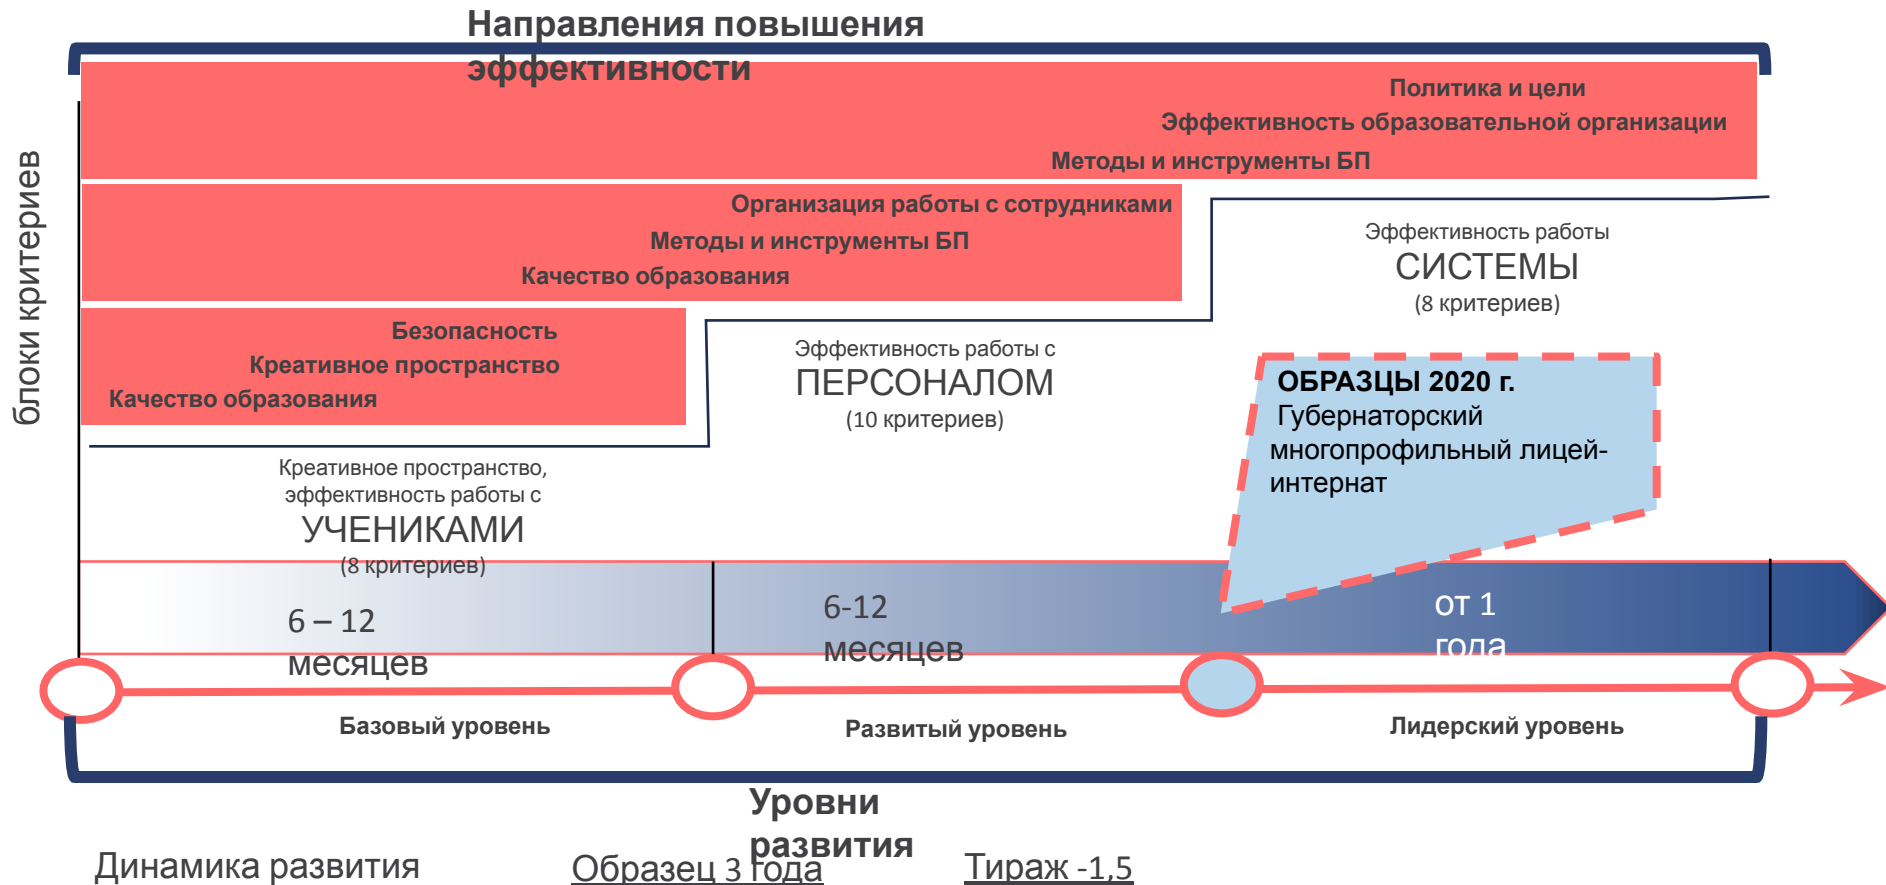 Направления повышения
эффективности
блоки критериев
Политика и цели
Эффективность образовательной организации
Методы и инструменты БП
Организация работы с сотрудниками
Методы и инструменты БП
Качество образования
Безопасность
Креативное пространство
Качество образования
Эффективность работы
СИСТЕМЫ
(8 критериев)
Эффективность работы с
ПЕРСОНАЛОМ
(10 критериев)
Креативное пространство,
эффективность работы с
УЧЕНИКАМИ
(8 критериев)
ОБРАЗЦЫ 2020 г.
Губернаторский
многопрофильный лицей-
интернат
6 – 12
месяцев
6-12
месяцев
от 1
года
Базовый уровень
Развитый уровень
Лидерский уровень
Уровни
развития
Динамика развития
Образец 3 года
Тираж -1,5